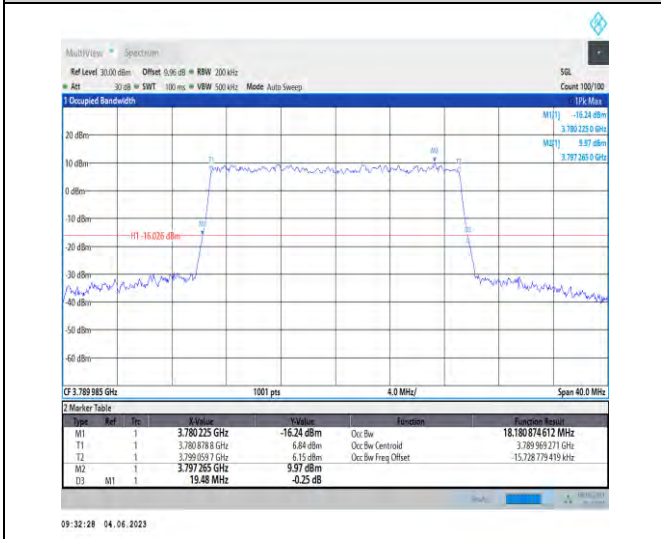 MultiView Spectrum
Ref Level 30.00 dBm Offset 9.96 dB RBW 200 kHz SGL
Att 30 dB SWT 100 ms VBW 500 kHz Mode Auto Sweep Count 100/100
1 Occupied Bandwidth 1Pk Max
M1[1] -16.24 dBm
3.780 225 0 GHz
M2[1] 9.97 dBm
3.797 265 0 GHz
20 dBm
M2
T1 T2
10 dBm
0 dBm
-10 dBm
H1 -16.026 dBm
-20 dBm
-30 dBm
-40 dBm
-50 dBm
-60 dBm
CF 3.789 985 GHz 1001 pts 4.0 MHz/ Span 40.0 MHz
2 Marker Table
Type Ref Trc X-Value Y-Value Function Function Result
M1 1 3.780 225 GHz -16.24 dBm Occ Bw 18.180 874 612 MHz
T1 1 3.780 878 8 GHz 6.84 dBm Occ Bw Centroid 3.789 969 271 GHz
T2 1 3.799 059 7 GHz 6.15 dBm Occ Bw Freq Offset -15.728 779 419 kHz
M2 1 3.797 265 GHz 9.97 dBm
D3 M1 1 19.48 MHz -0.25 dB
09:32:28 04.06.2023